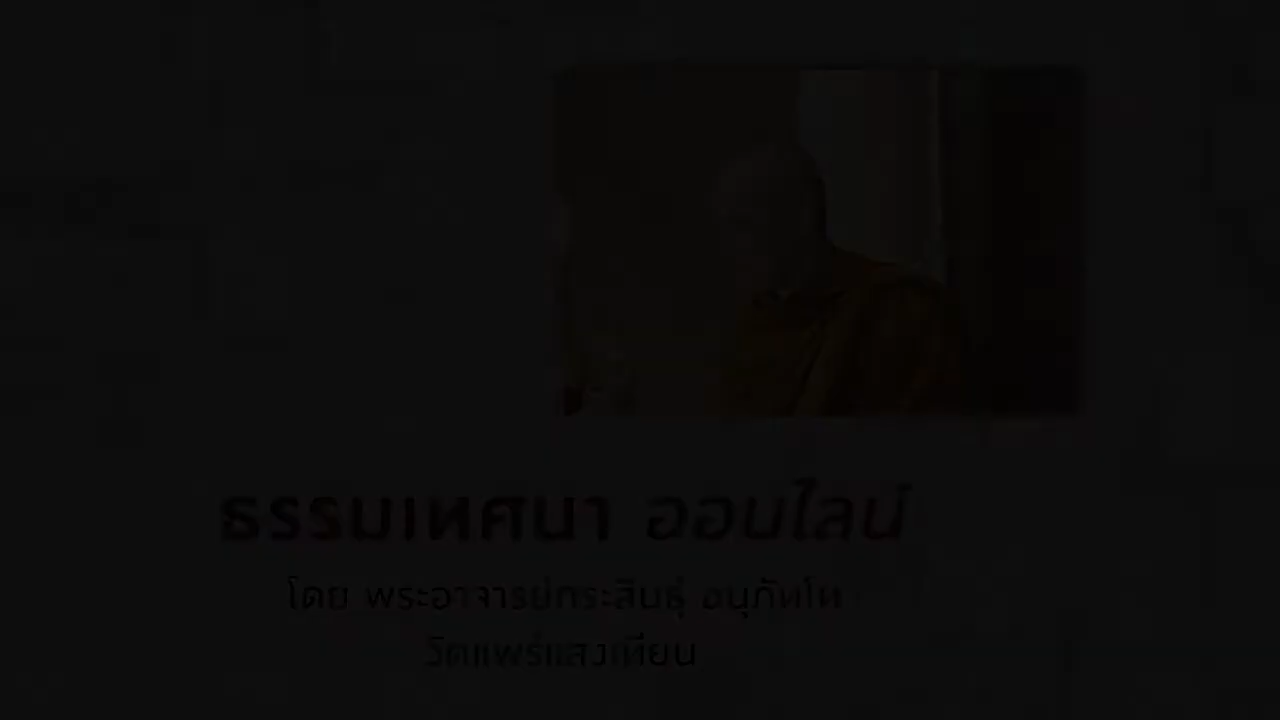 ธรรมเทศนา ออนไลน์
โดย พระอาจารย์กระสินธุ์ อนุภัทโท
วัดแพร่แสงเทียน